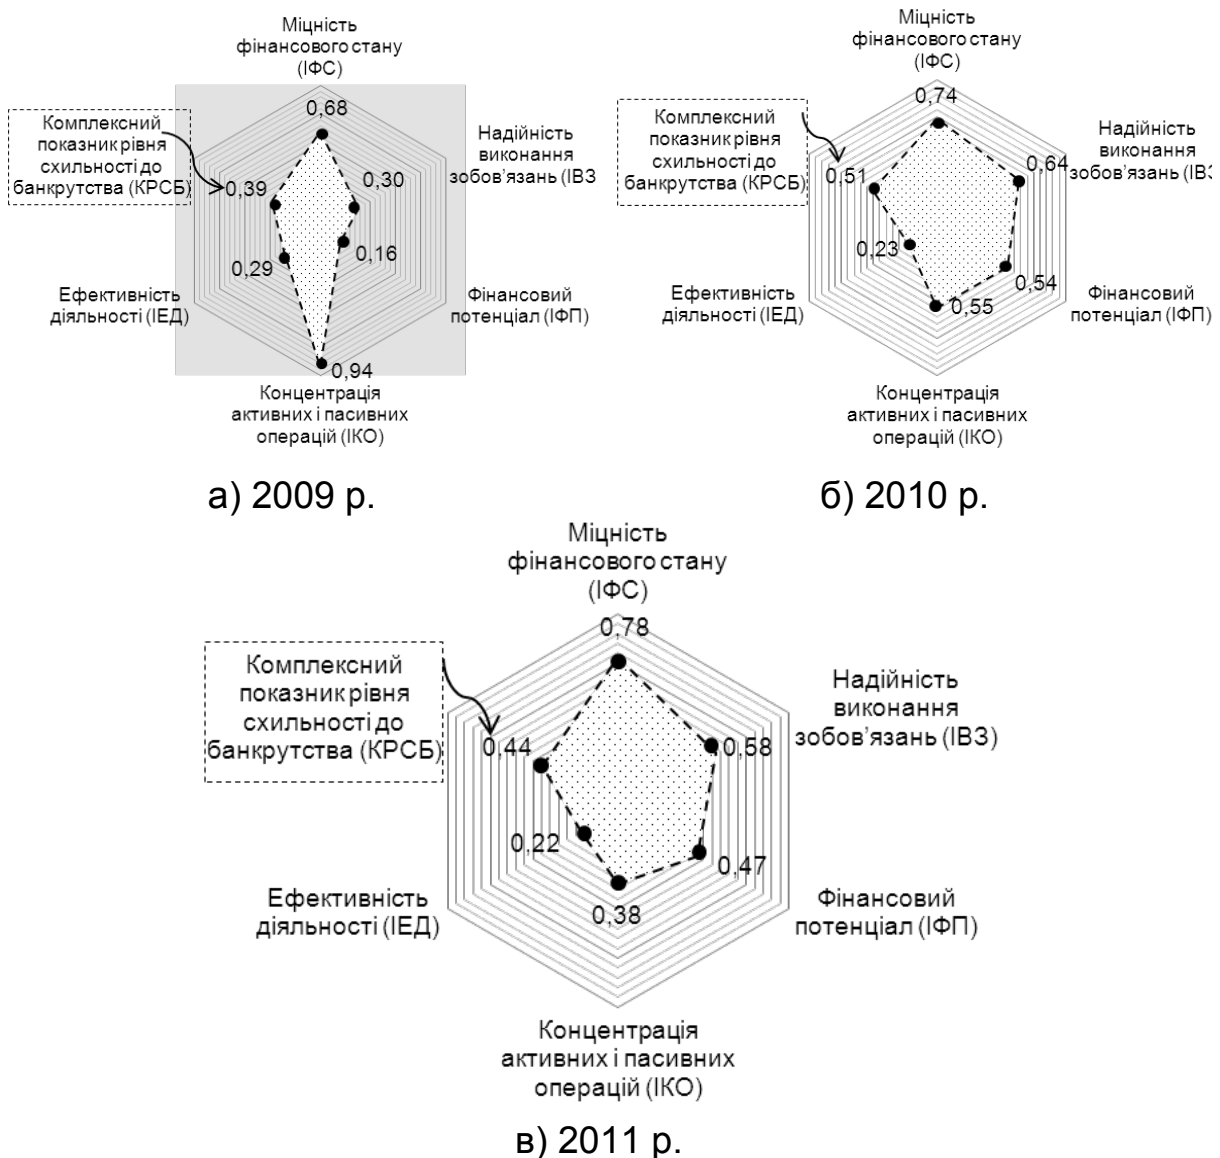 Міцність
фінансового стану
(ІФС)
0,68
Комплексний
показник рівня
схильності до
банкрутства (КРСБ)
0,39
Надійність
виконання
зобов’язань (ІВЗ
0,30
0,16
0,29
Ефективність
діяльності (ІЕД)
Фінансовий
потенціал (ІФП)
0,94
Концентрація
активних і пасивних
операцій (ІКО)
а) 2009 р.
Міцність
фінансового стану
(ІФС)
0,74
Комплексний
показник рівня
схильності до
банкрутства (КРСБ)
0,51
Надійність
виконання
зобов’язань (ІВЗ
0,64
0,23
0,54
Ефективність
діяльності (ІЕД)
0,55
Фінансовий
потенціал (ІФП)
Концентрація
активних і пасивних
операцій (ІКО)
б) 2010 р.
Міцність
фінансового стану
(ІФС)
0,78
Комплексний
показник рівня
схильності до
банкрутства (КРСБ)
0,44
Надійність
виконання
зобов’язань (ІВЗ)
0,58
0,22
0,47
Ефективність
діяльності (ІЕД)
0,38
Фінансовий
потенціал (ІФП)
Концентрація
активних і пасивних
операцій (ІКО)
в) 2011 р.